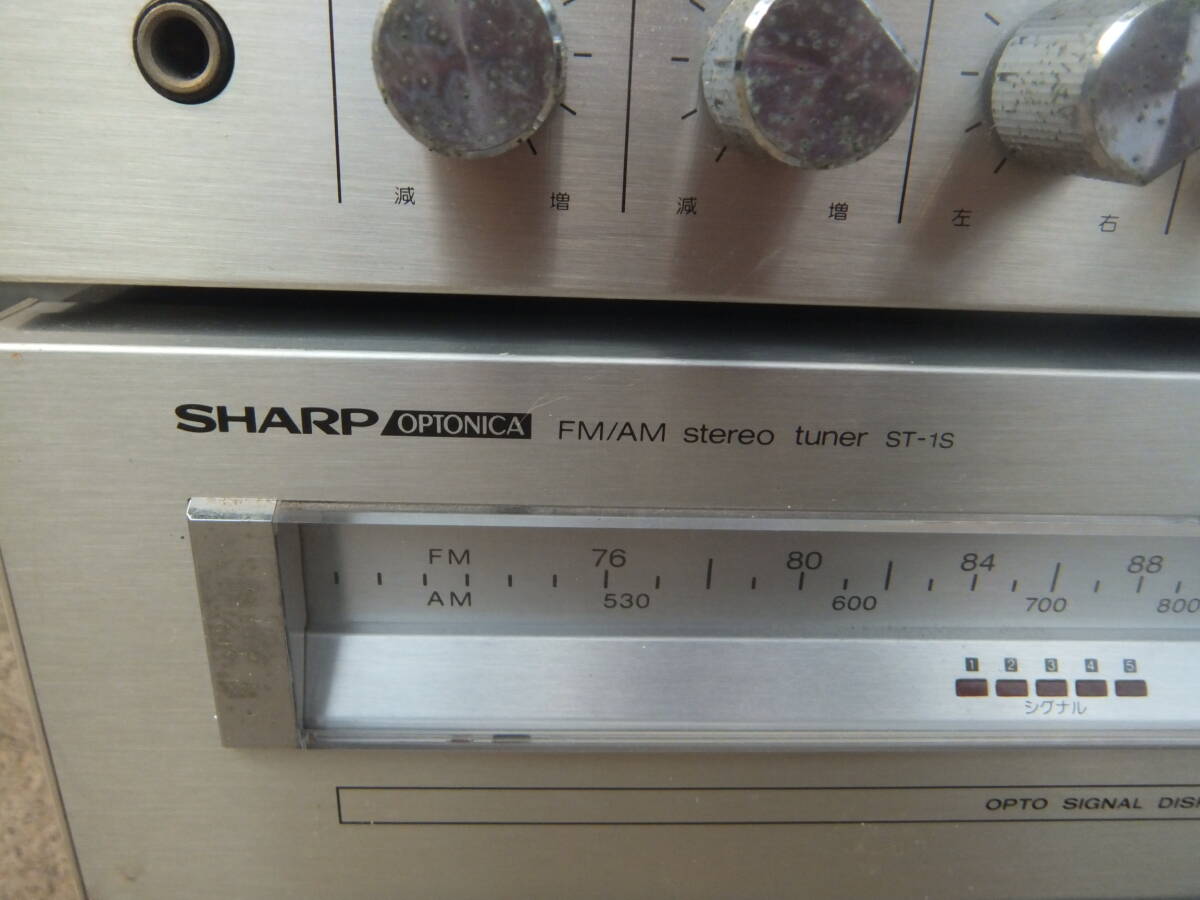 減 増 減 増 左 右
SHARP OPTONICA FM/AM stereo tuner ST-1S
FM 76 80 84 88
AM 530 600 700 800
1 2 3 4 5
シグナル
OPTO SIGNAL